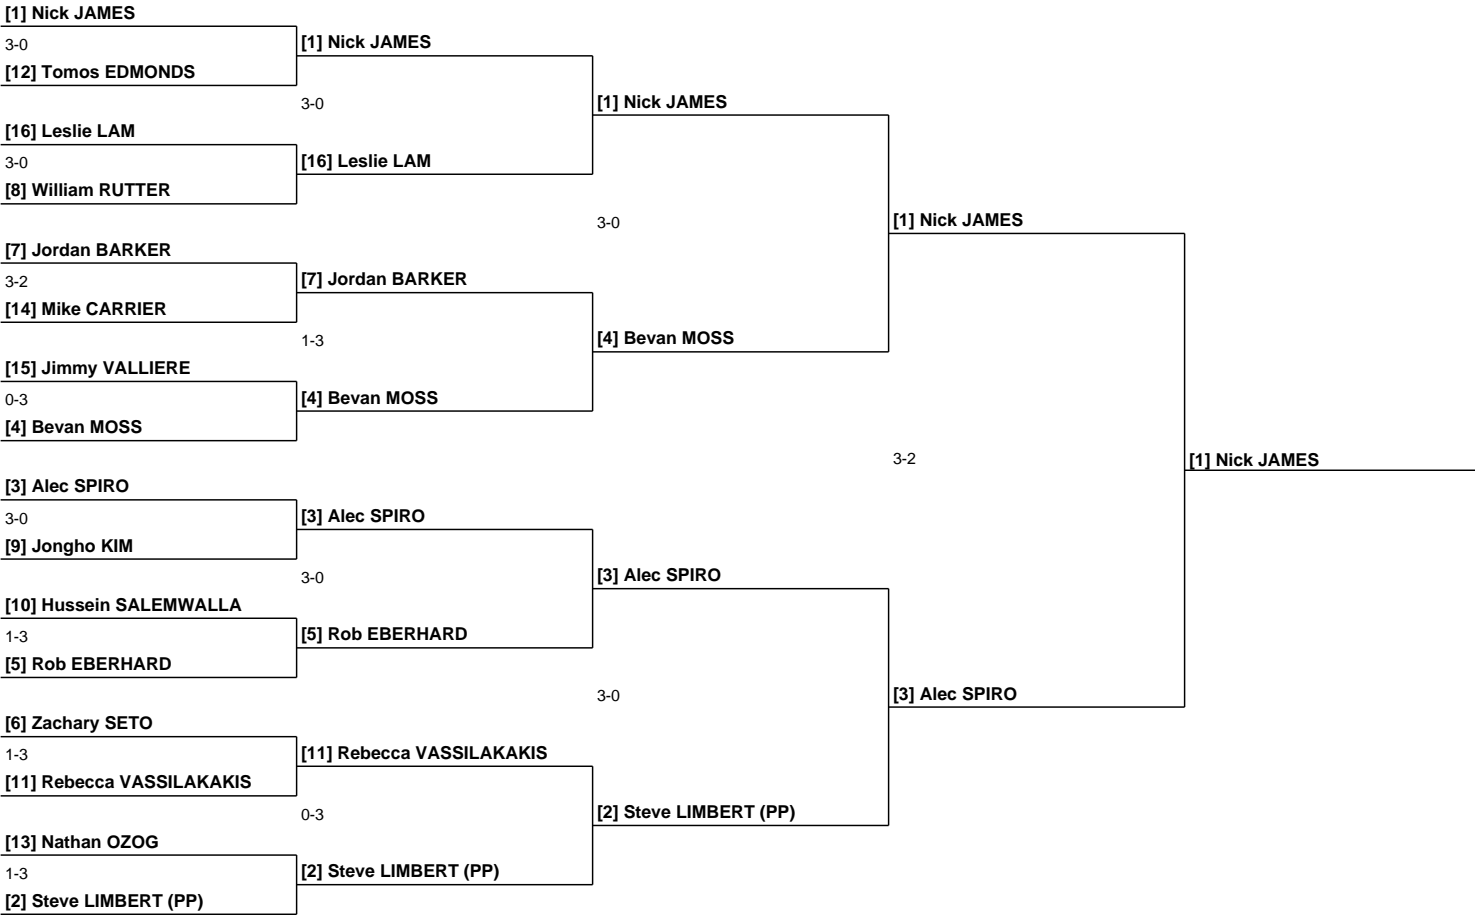 [1] Nick JAMES
3-0
[12] Tomos EDMONDS
[16] Leslie LAM
3-0
[8] William RUTTER
[7] Jordan BARKER
3-2
[14] Mike CARRIER
[15] Jimmy VALLIERE
0-3
[4] Bevan MOSS
[3] Alec SPIRO
3-0
[9] Jongho KIM
[10] Hussein SALEMWALLA
1-3
[5] Rob EBERHARD
[6] Zachary SETO
1-3
[11] Rebecca VASSILAKAKIS
[13] Nathan OZOG
1-3
[2] Steve LIMBERT (PP)
[1] Nick JAMES
3-0
[16] Leslie LAM
[7] Jordan BARKER
1-3
[4] Bevan MOSS
[3] Alec SPIRO
3-0
[5] Rob EBERHARD
[11] Rebecca VASSILAKAKIS
0-3
[2] Steve LIMBERT (PP)
[1] Nick JAMES
3-0
[4] Bevan MOSS
[3] Alec SPIRO
3-0
[2] Steve LIMBERT (PP)
[1] Nick JAMES
3-2
[3] Alec SPIRO
[1] Nick JAMES